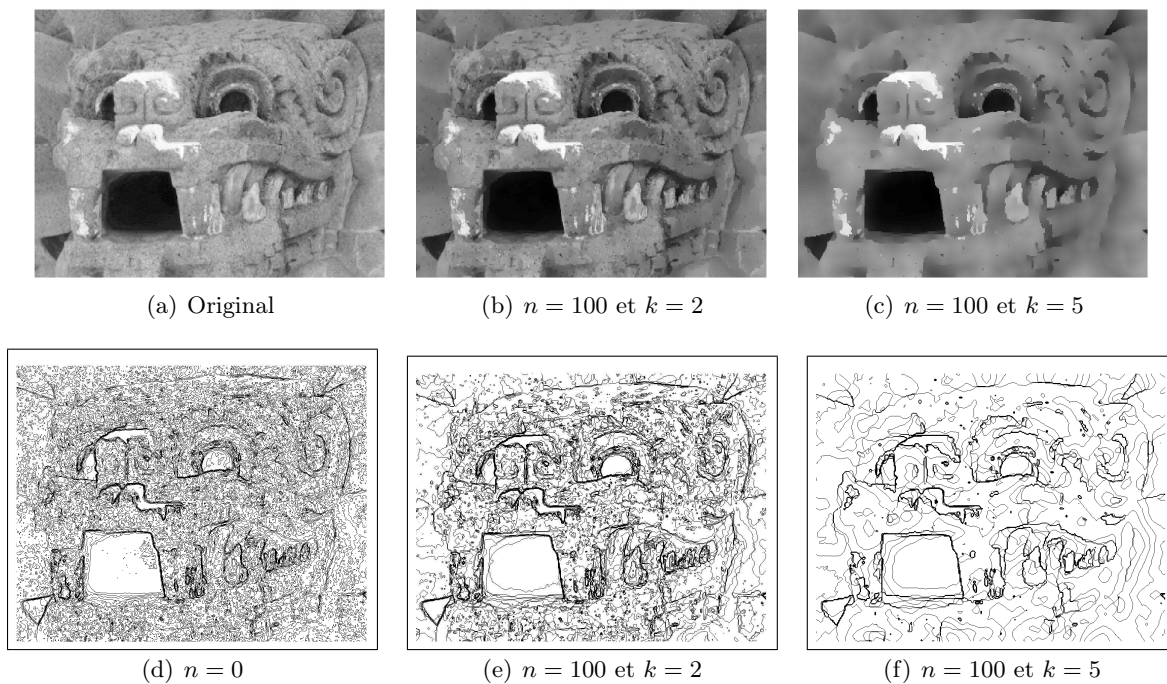 (a) Original
(b) n = 100 et k = 2
(c) n = 100 et k = 5
(d) n = 0
(e) n = 100 et k = 2
(f) n = 100 et k = 5